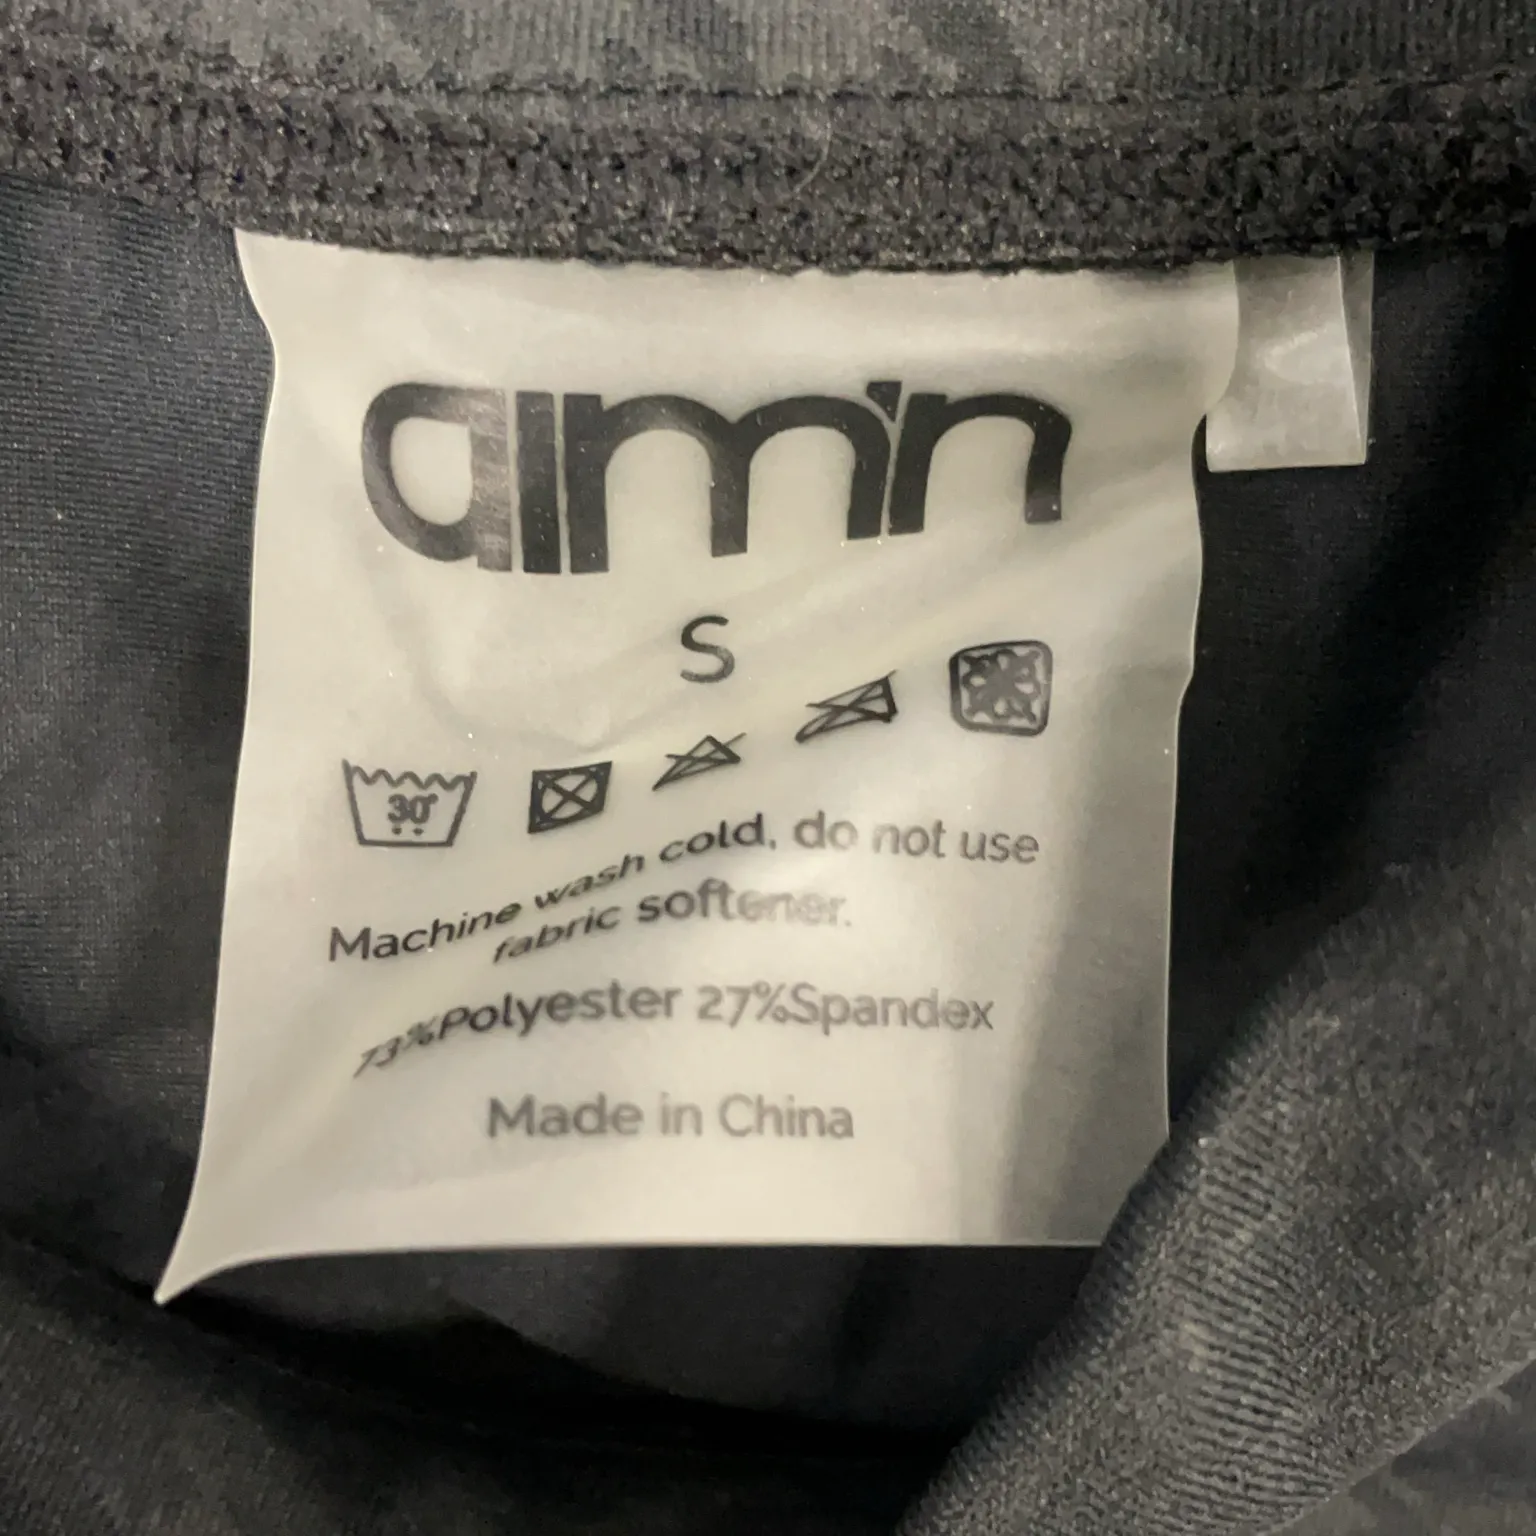 aim'n
S
30°
Machine wash cold, do not use
fabric softener.
73%Polyester 27%Spandex
Made in China